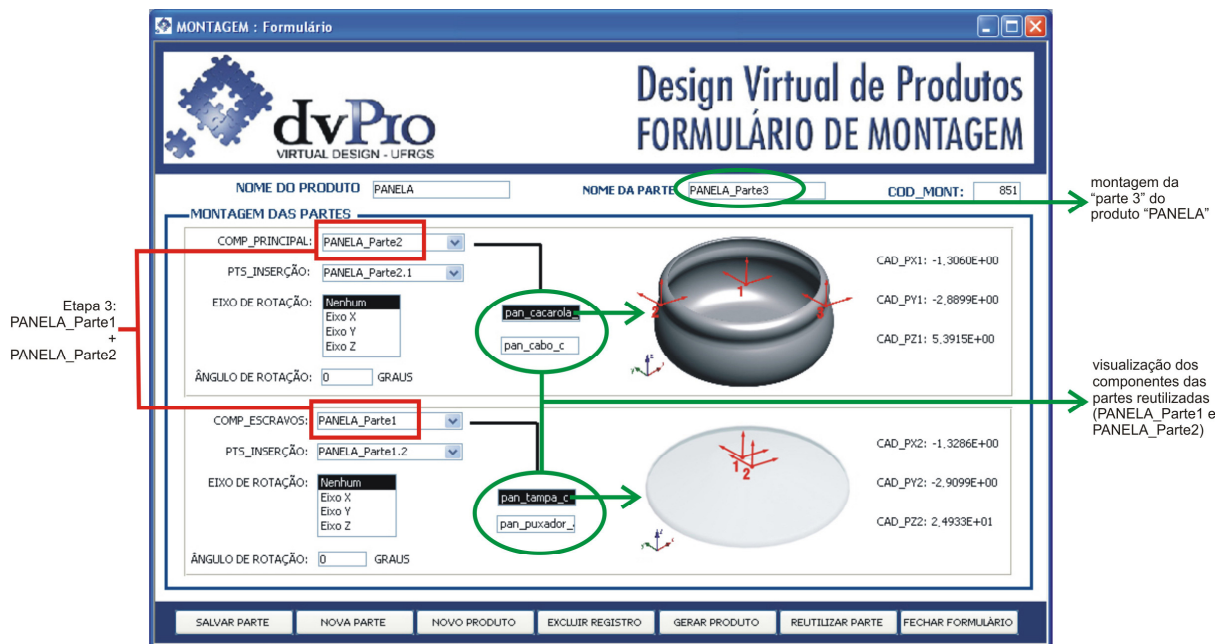 MONTAGEM : Formulário
dvPro
VIRTUAL DESIGN - UFRGS
Design Virtual de Produtos
FORMULÁRIO DE MONTAGEM
NOME DO PRODUTO PANELA
NOME DA PARTE PANELA_Parte3
COD_MONT: 851
montagem da
“parte 3” do
produto “PANELA”
MONTAGEM DAS PARTES
COMP_PRINCIPAL: PANELA_Parte2
PTS_INSERÇÃO: PANELA_Parte2.1
EIXO DE ROTAÇÃO: Nenhum
Eixo X
Eixo Y
Eixo Z
ÂNGULO DE ROTAÇÃO: 0 GRAUS
pan_cacarola_
pan_cabo_c
1
2
3
CAD_PX1: -1,3060E+00
CAD_PY1: -2,8899E+00
CAD_PZ1: 5,3915E+00
Etapa 3:
PANELA_Parte1
+
PANELA_Parte2
COMP_ESCRAVOS: PANELA_Parte1
PTS_INSERÇÃO: PANELA_Parte1.2
EIXO DE ROTAÇÃO: Nenhum
Eixo X
Eixo Y
Eixo Z
ÂNGULO DE ROTAÇÃO: 0 GRAUS
pan_tampa_c
pan_puxador_
1
2
CAD_PX2: -1,3286E+00
CAD_PY2: -2,9099E+00
CAD_PZ2: 2,4933E+01
visualização dos
componentes das
partes reutilizadas
(PANELA_Parte1 e
PANELA_Parte2)
SALVAR PARTE
NOVA PARTE
NOVO PRODUTO
EXCLUIR REGISTRO
GERAR PRODUTO
REUTILIZAR PARTE
FECHAR FORMULÁRIO